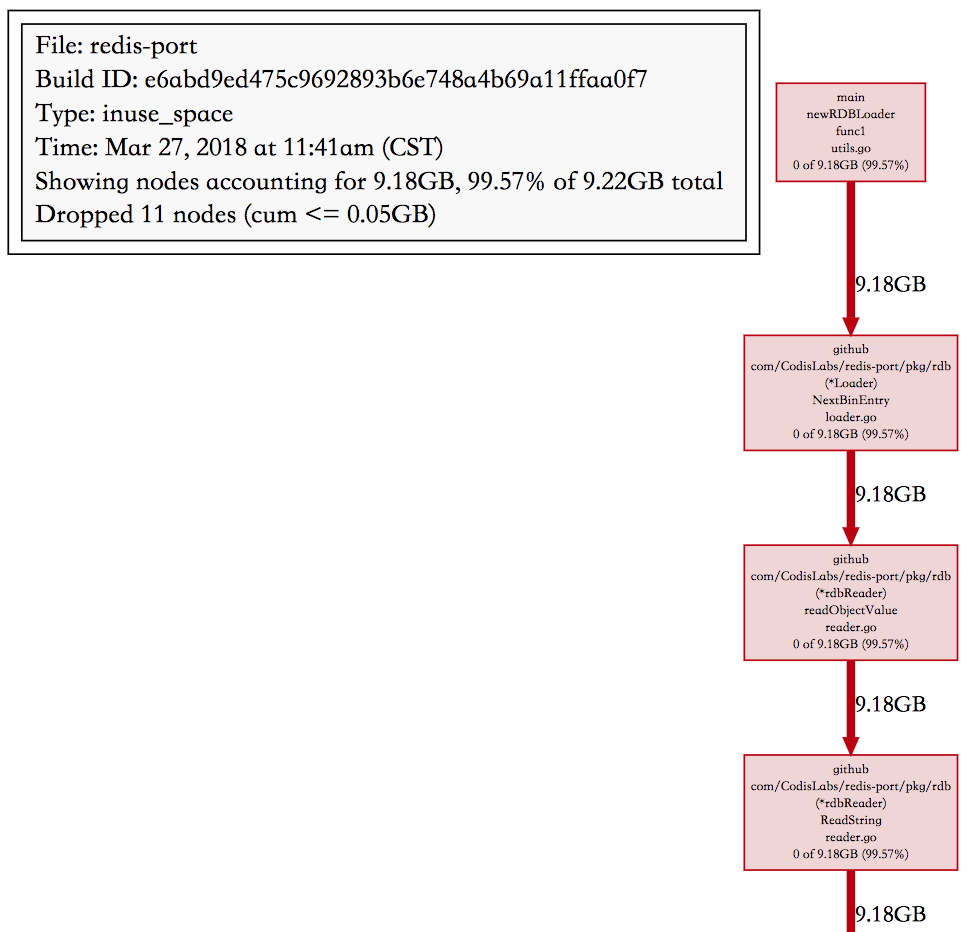 File: redis-port
Build ID: e6abd9ed475c9692893b6e748a4b69a11ffaa0f7
Type: inuse_space
Time: Mar 27, 2018 at 11:41am (CST)
Showing nodes accounting for 9.18GB, 99.57% of 9.22GB total
Dropped 11 nodes (cum <= 0.05GB)
main
newRDBLoader
func1
utils.go
0 of 9.18GB (99.57%)
9.18GB
github
com/CodisLabs/redis-port/pkg/rdb
(*Loader)
NextBinEntry
loader.go
0 of 9.18GB (99.57%)
9.18GB
github
com/CodisLabs/redis-port/pkg/rdb
(*rdbReader)
readObjectValue
reader.go
0 of 9.18GB (99.57%)
9.18GB
github
com/CodisLabs/redis-port/pkg/rdb
(*rdbReader)
ReadString
reader.go
0 of 9.18GB (99.57%)
9.18GB